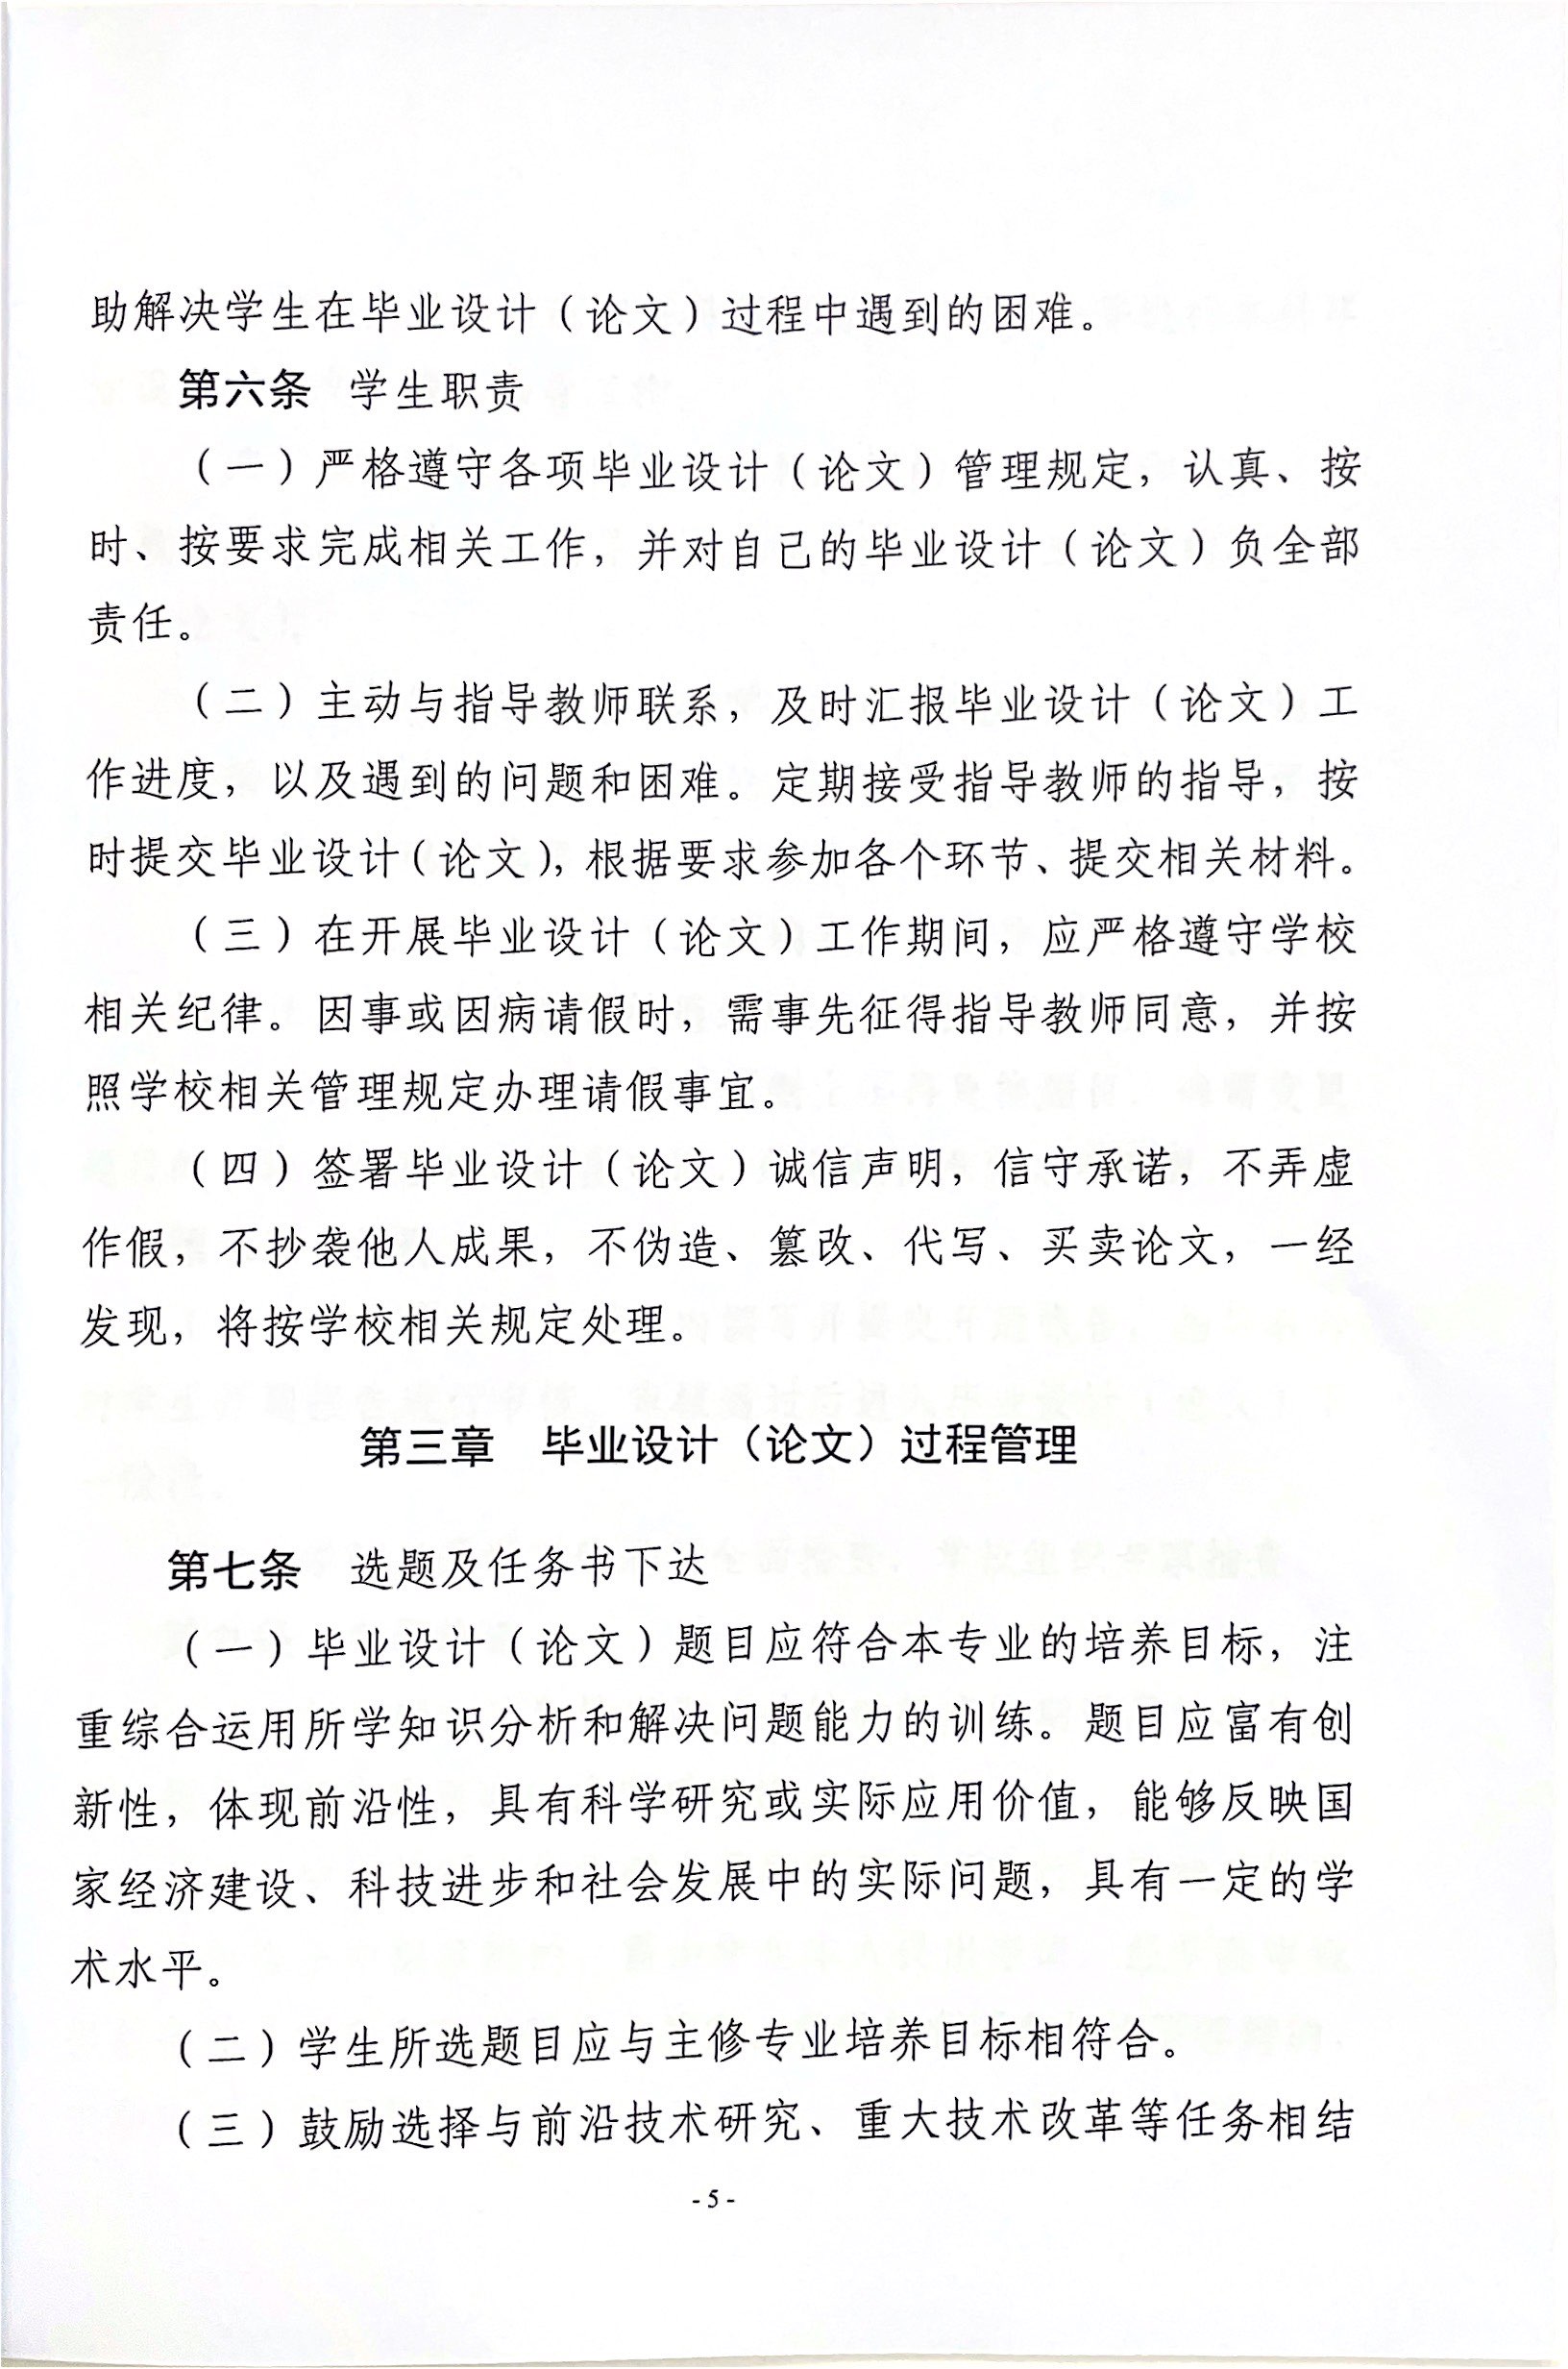 助解决学生在毕业设计（论文）过程中遇到的困难。
第六条 学生职责
（一）严格遵守各项毕业设计（论文）管理规定，认真、按
时、按要求完成相关工作，并对自己的毕业设计（论文）负全部
责任。
（二）主动与指导教师联系，及时汇报毕业设计（论文）工
作进度，以及遇到的问题和困难。定期接受指导教师的指导，按
时提交毕业设计（论文），根据要求参加各个环节、提交相关材料。
（三）在开展毕业设计（论文）工作期间，应严格遵守学校
相关纪律。因事或因病请假时，需事先征得指导教师同意，并按
照学校相关管理规定办理请假事宜。
（四）签署毕业设计（论文）诚信声明，信守承诺，不弄虚
作假，不抄袭他人成果，不伪造、篡改、代写、买卖论文，一经
发现，将按学校相关规定处理。
第三章 毕业设计（论文）过程管理
第七条 选题及任务书下达
（一）毕业设计（论文）题目应符合本专业的培养目标，注
重综合运用所学知识分析和解决问题能力的训练。题目应富有创
新性，体现前沿性，具有科学研究或实际应用价值，能够反映国
家经济建设、科技进步和社会发展中的实际问题，具有一定的学
术水平。
（二）学生所选题目应与主修专业培养目标相符合。
（三）鼓励选择与前沿技术研究、重大技术改革等任务相结
- 5 -